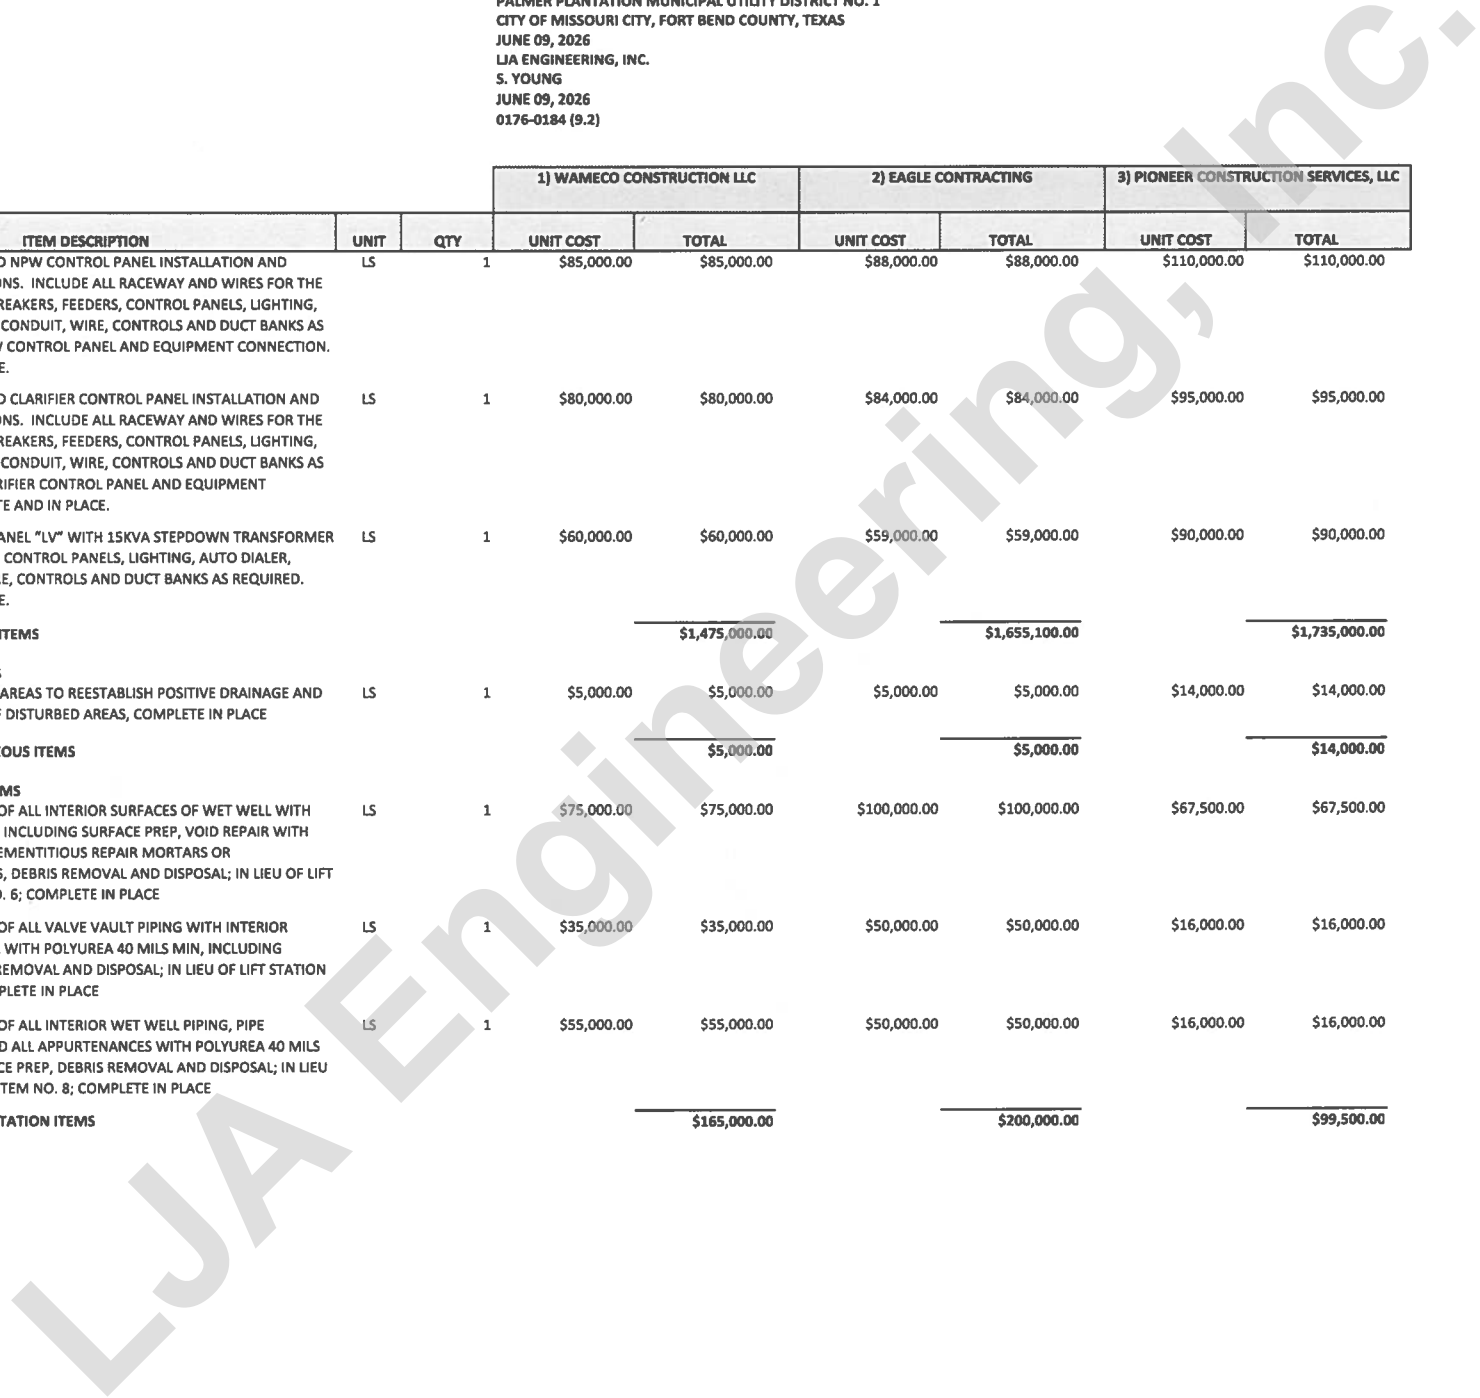 PALMER PLANTATION MUNICIPAL UTILITY DISTRICT NO. 1
CITY OF MISSOURI CITY, FORT BEND COUNTY, TEXAS
JUNE 09, 2026
LJA ENGINEERING, INC.
S. YOUNG
JUNE 09, 2026
0176-0184 (9.2)
1) WAMECO CONSTRUCTION LLC 2) EAGLE CONTRACTING 3) PIONEER CONSTRUCTION SERVICES, LLC
ITEM DESCRIPTION UNIT QTY UNIT COST TOTAL UNIT COST TOTAL UNIT COST TOTAL
D NPW CONTROL PANEL INSTALLATION AND LS 1 $85,000.00 $85,000.00 $88,000.00 $88,000.00 $110,000.00 $110,000.00
ONS. INCLUDE ALL RACEWAY AND WIRES FOR THE
REAKERS, FEEDERS, CONTROL PANELS, LIGHTING,
CONDUIT, WIRE, CONTROLS AND DUCT BANKS AS
CONTROL PANEL AND EQUIPMENT CONNECTION.
E.
D CLARIFIER CONTROL PANEL INSTALLATION AND LS 1 $80,000.00 $80,000.00 $84,000.00 $84,000.00 $95,000.00 $95,000.00
ONS. INCLUDE ALL RACEWAY AND WIRES FOR THE
REAKERS, FEEDERS, CONTROL PANELS, LIGHTING,
CONDUIT, WIRE, CONTROLS AND DUCT BANKS AS
RIFIER CONTROL PANEL AND EQUIPMENT
TE AND IN PLACE.
ANEL "LV" WITH 15KVA STEPDOWN TRANSFORMER LS 1 $60,000.00 $60,000.00 $59,000.00 $59,000.00 $90,000.00 $90,000.00
CONTROL PANELS, LIGHTING, AUTO DIALER,
E, CONTROLS AND DUCT BANKS AS REQUIRED.
E.
ITEMS $1,475,000.00 $1,655,100.00 $1,735,000.00
S
AREAS TO REESTABLISH POSITIVE DRAINAGE AND LS 1 $5,000.00 $5,000.00 $5,000.00 $5,000.00 $14,000.00 $14,000.00
F DISTURBED AREAS, COMPLETE IN PLACE
OUS ITEMS $5,000.00 $5,000.00 $14,000.00
MS
OF ALL INTERIOR SURFACES OF WET WELL WITH LS 1 $75,000.00 $75,000.00 $100,000.00 $100,000.00 $67,500.00 $67,500.00
INCLUDING SURFACE PREP, VOID REPAIR WITH
EMENTITIOUS REPAIR MORTARS OR
S, DEBRIS REMOVAL AND DISPOSAL; IN LIEU OF LIFT
O. 6; COMPLETE IN PLACE
OF ALL VALVE VAULT PIPING WITH INTERIOR LS 1 $35,000.00 $35,000.00 $50,000.00 $50,000.00 $16,000.00 $16,000.00
WITH POLYUREA 40 MILS MIN, INCLUDING
REMOVAL AND DISPOSAL; IN LIEU OF LIFT STATION
PLETE IN PLACE
OF ALL INTERIOR WET WELL PIPING, PIPE LS 1 $55,000.00 $55,000.00 $50,000.00 $50,000.00 $16,000.00 $16,000.00
D ALL APPURTENANCES WITH POLYUREA 40 MILS
CE PREP, DEBRIS REMOVAL AND DISPOSAL; IN LIEU
TEM NO. 8; COMPLETE IN PLACE
TATION ITEMS $165,000.00 $200,000.00 $99,500.00
LJA Engineering, Inc.